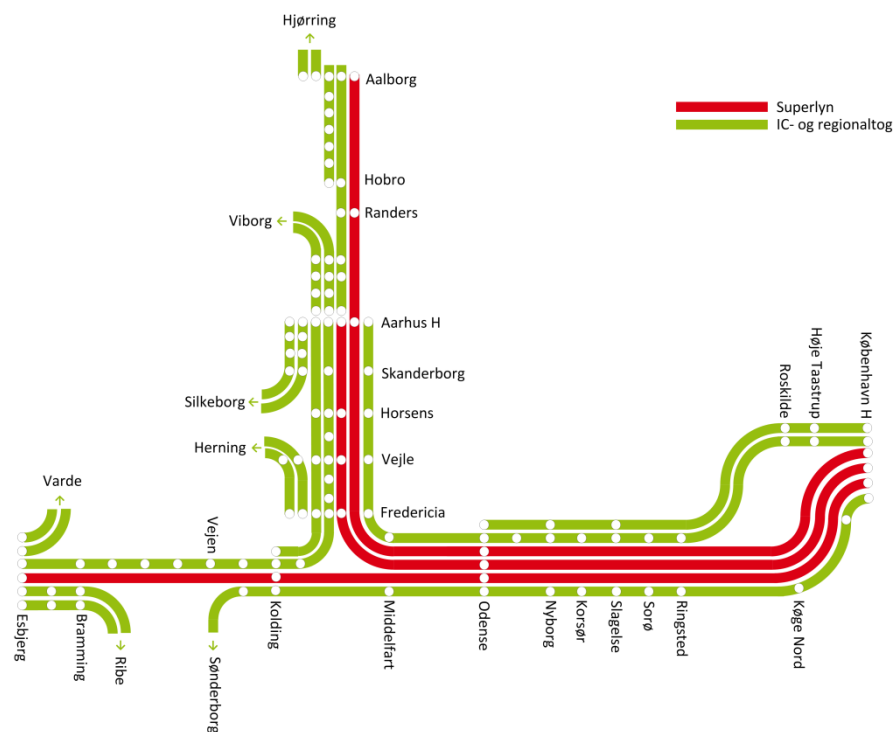 Hjørring
Aalborg
Superlyn
IC- og regionaltog
Hobro
Randers
Viborg
Aarhus H
Høje Taastrup
København H
Roskilde
Skanderborg
Silkeborg
Horsens
Herning
Vejle
Varde
Fredericia
Vejen
Esbjerg
Bramming
Ribe
Sønderborg
Kolding
Middelfart
Odense
Nyborg
Korsør
Slagelse
Sorø
Ringsted
Køge Nord